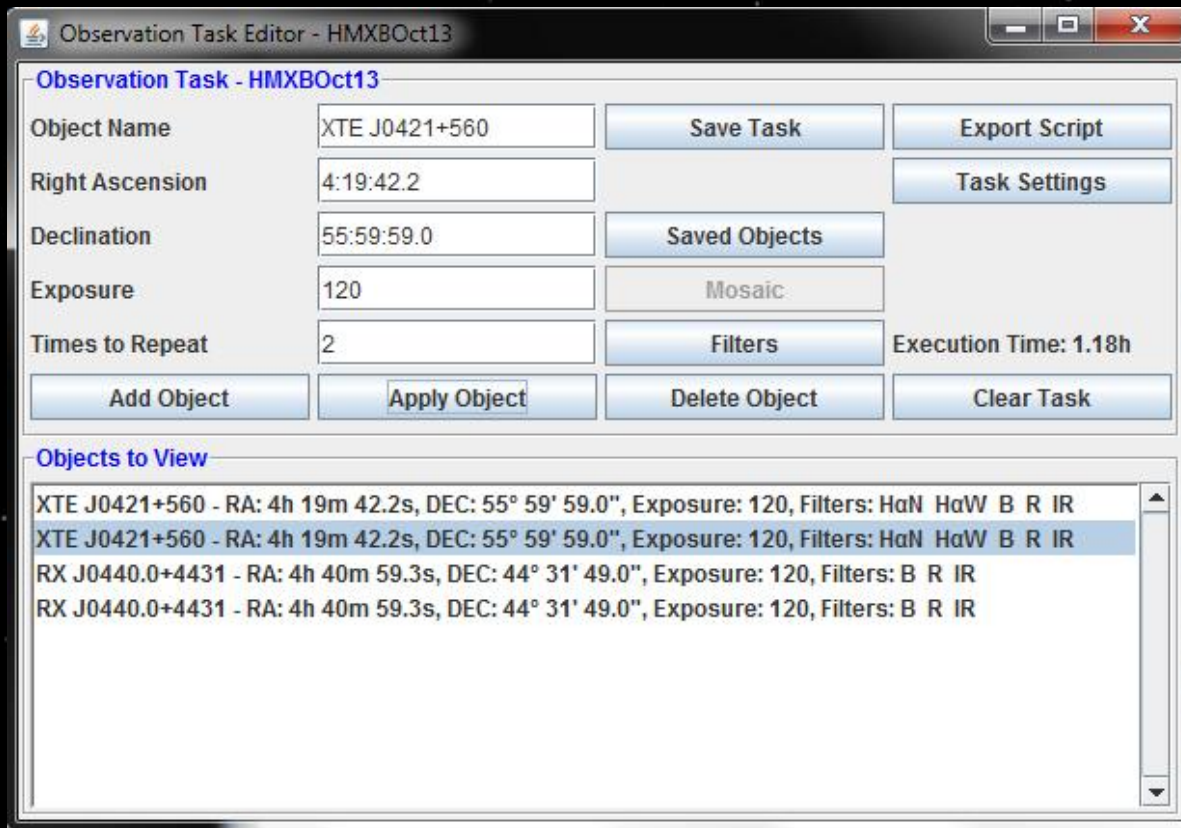 Observation Task Editor - HMXBOct13
Observation Task - HMXBOct13
Object Name XTE J0421+560 Save Task Export Script
Right Ascension 4:19:42.2 Task Settings
Declination 55:59:59.0 Saved Objects
Exposure 120 Mosaic
Times to Repeat 2 Filters Execution Time: 1.18h
Add Object Apply Object Delete Object Clear Task
Objects to View
XTE J0421+560 - RA: 4h 19m 42.2s, DEC: 55° 59' 59.0", Exposure: 120, Filters: HαN HαW B R IR
XTE J0421+560 - RA: 4h 19m 42.2s, DEC: 55° 59' 59.0", Exposure: 120, Filters: HαN HαW B R IR
RX J0440.0+4431 - RA: 4h 40m 59.3s, DEC: 44° 31' 49.0", Exposure: 120, Filters: B R IR
RX J0440.0+4431 - RA: 4h 40m 59.3s, DEC: 44° 31' 49.0", Exposure: 120, Filters: B R IR